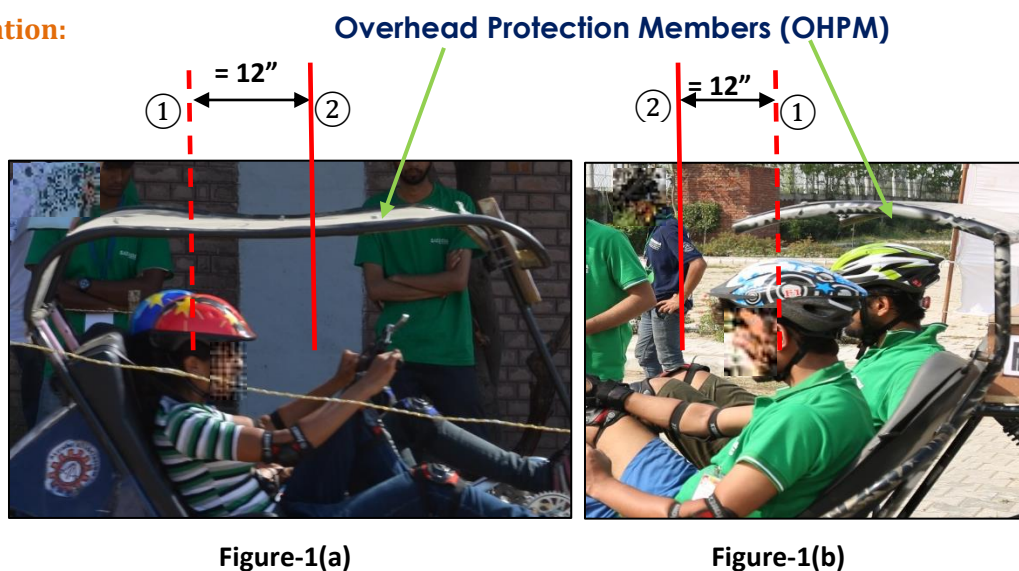 ation:
Overhead Protection Members (OHPM)
= 12”
= 12”
① ②
② ①
Figure-1(a)
Figure-1(b)